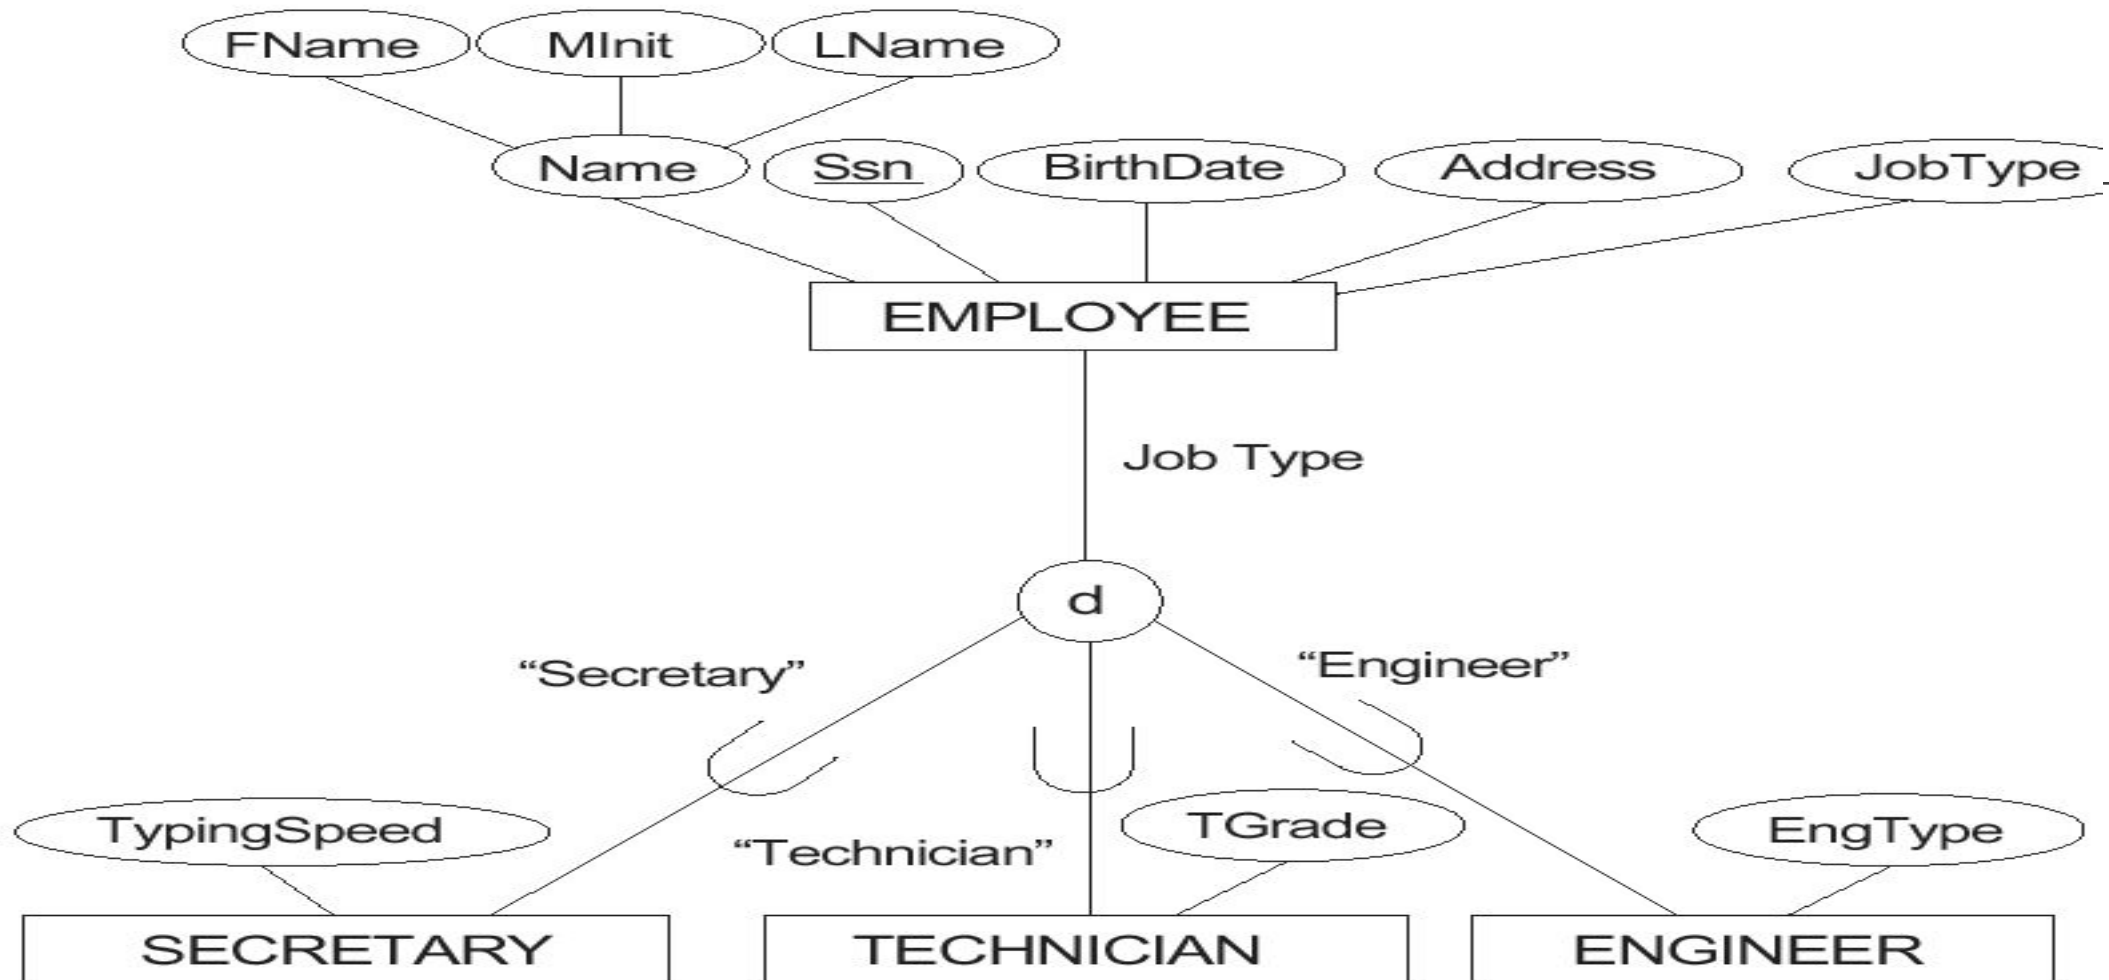 FName MInit LName
Name Ssn BirthDate Address JobType
EMPLOYEE
Job Type
d
“Secretary” “Engineer”
TypingSpeed “Technician” TGrade EngType
SECRETARY TECHNICIAN ENGINEER